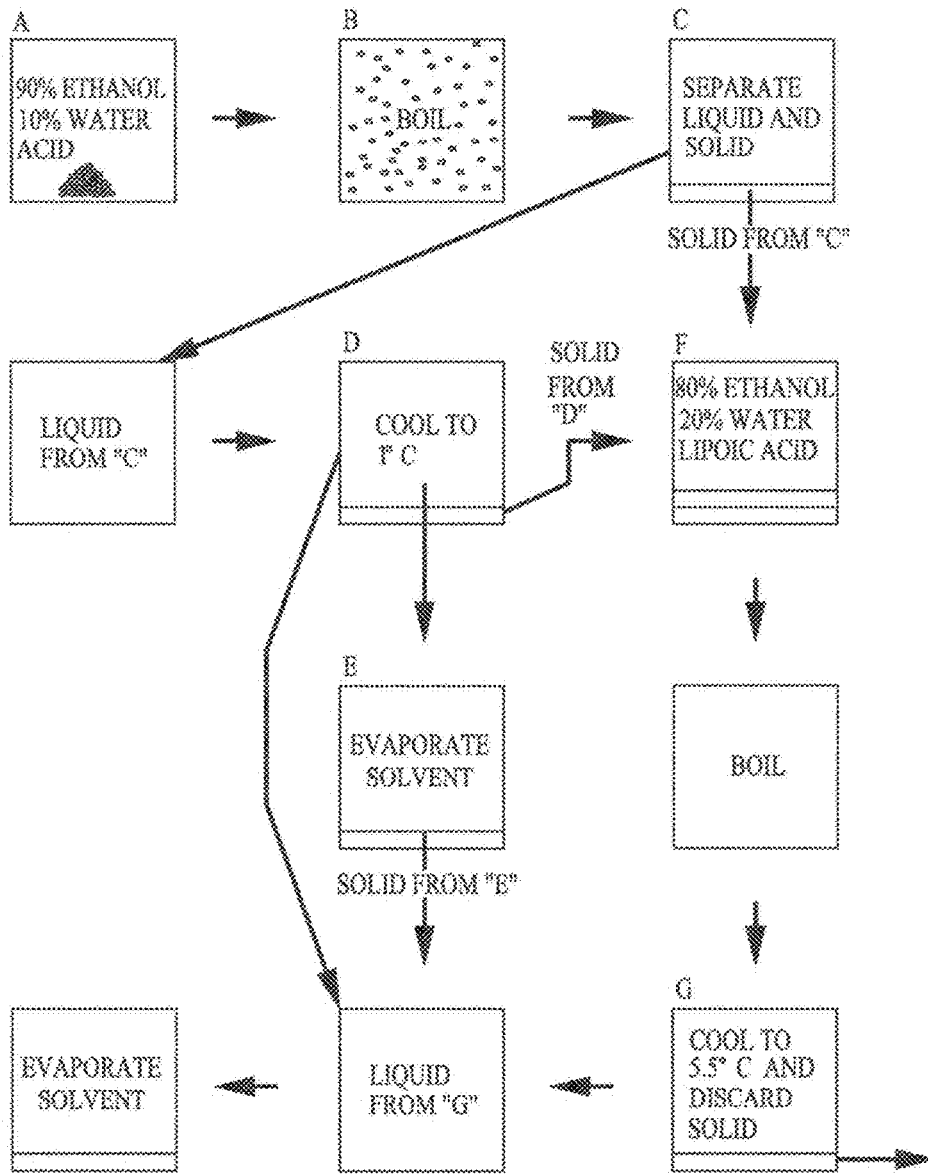 A
90% ETHANOL
10% WATER
ACID
B
BOIL
C
SEPARATE
LIQUID AND
SOLID
SOLID FROM "C"
LIQUID
FROM "C"
D
COOL TO
1° C
SOLID
FROM
"D"
F
80% ETHANOL
20% WATER
LIPOIC ACID
E
EVAPORATE
SOLVENT
SOLID FROM "E"
BOIL
EVAPORATE
SOLVENT
LIQUID
FROM "G"
G
COOL TO
5.5° C AND
DISCARD
SOLID